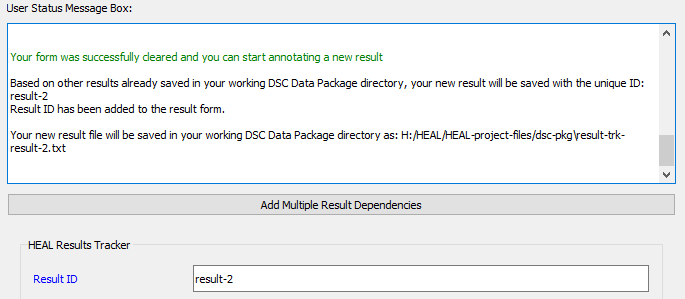 User Status Message Box:
Your form was successfully cleared and you can start annotating a new result
Based on other results already saved in your working DSC Data Package directory, your new result will be saved with the unique ID:
result-2
Result ID has been added to the result form.
Your new result file will be saved in your working DSC Data Package directory as: H:/HEAL/HEAL-project-files/dsc-pkg\result-trk-
result-2.txt
Add Multiple Result Dependencies
HEAL Results Tracker
Result ID
result-2